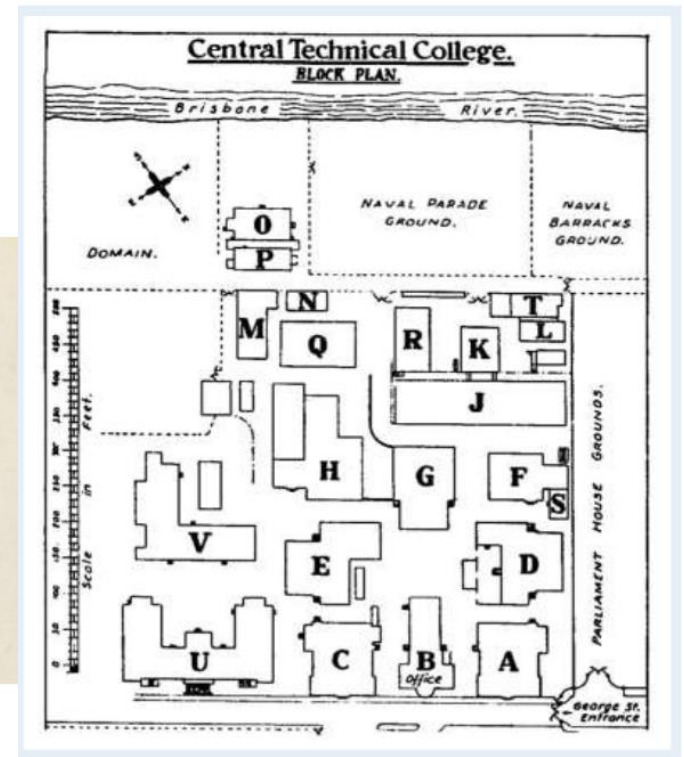 Central Technical College.
BLOCK PLAN.
Brisbane River.
NAVAL PARADE
GROUND.
NAVAL
BARRACKS
GROUND.
DOMAIN.
O
P
N
M
Q
R
K
T
L
J
H
G
F
S
V
E
D
U
C
B
Office
A
Scale in Feet.
PARLIAMENT HOUSE GROUNDS.
George St.
Entrance